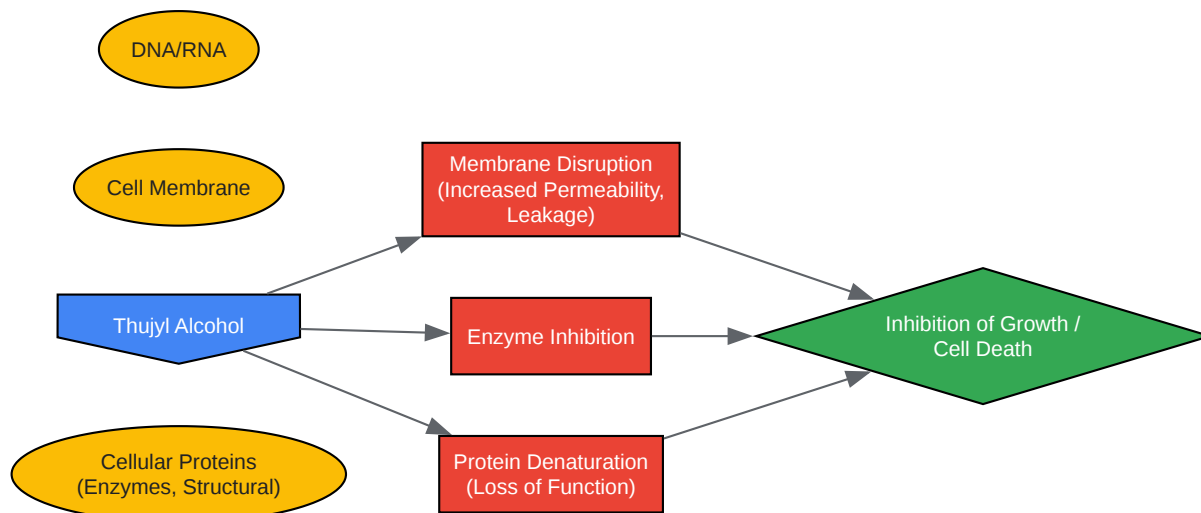 DNA/RNA
Cell Membrane
Membrane Disruption
(Increased Permeability,
Leakage)
Thujyl Alcohol
Enzyme Inhibition
Inhibition of Growth /
Cell Death
Cellular Proteins
(Enzymes, Structural)
Protein Denaturation
(Loss of Function)